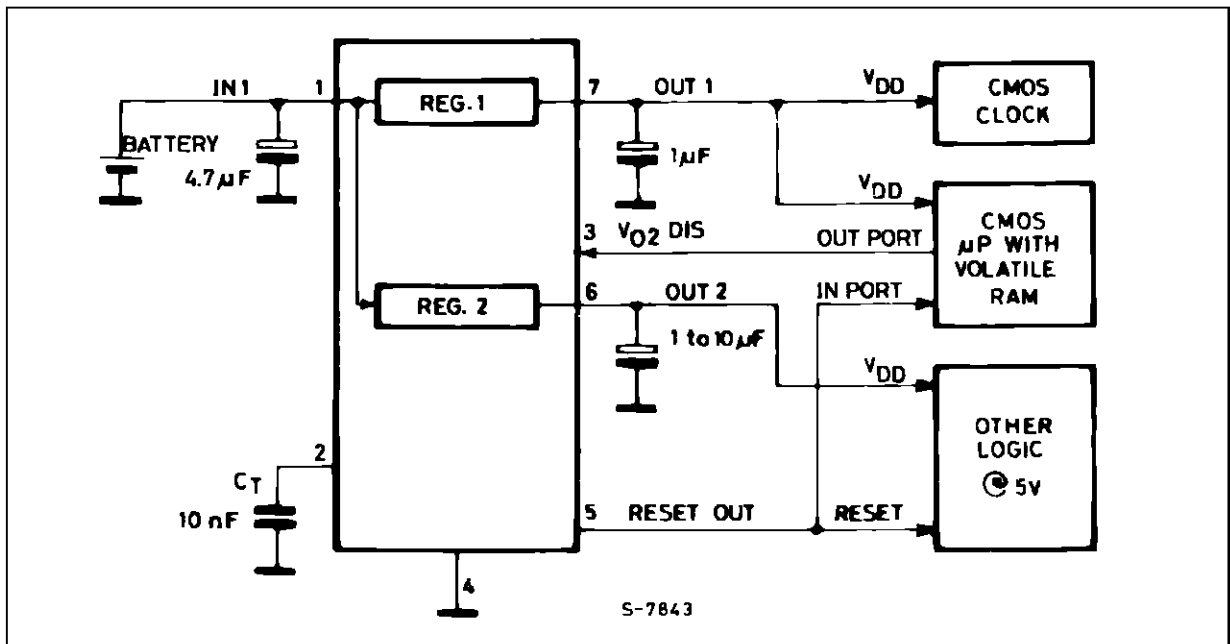 IN 1
1
REG. 1
7
OUT 1
VDD
CMOS
CLOCK
BATTERY
4.7µF
1µF
VDD
CMOS
µP WITH
VOLATILE
RAM
3
VO2 DIS
OUT PORT
IN PORT
REG. 2
6
OUT 2
1 to 10µF
VDD
OTHER
LOGIC
@ 5V
2
CT
10 nF
5
RESET OUT
RESET
4
S-7843